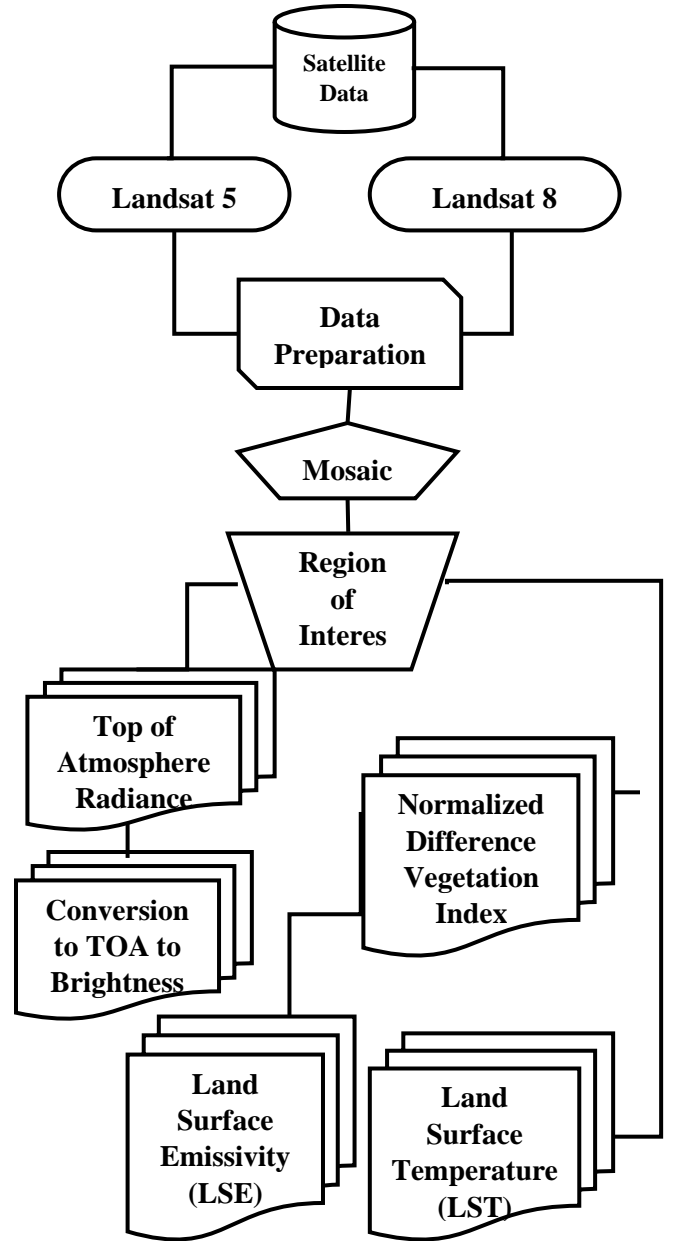 Satellite
Data
Landsat 5
Landsat 8
Data
Preparation
Mosaic
Region
of
Interes
Top of
Atmosphere
Radiance
Normalized
Difference
Vegetation
Index
Conversion
to TOA to
Brightness
Land
Surface
Emissivity
(LSE)
Land
Surface
Temperature
(LST)